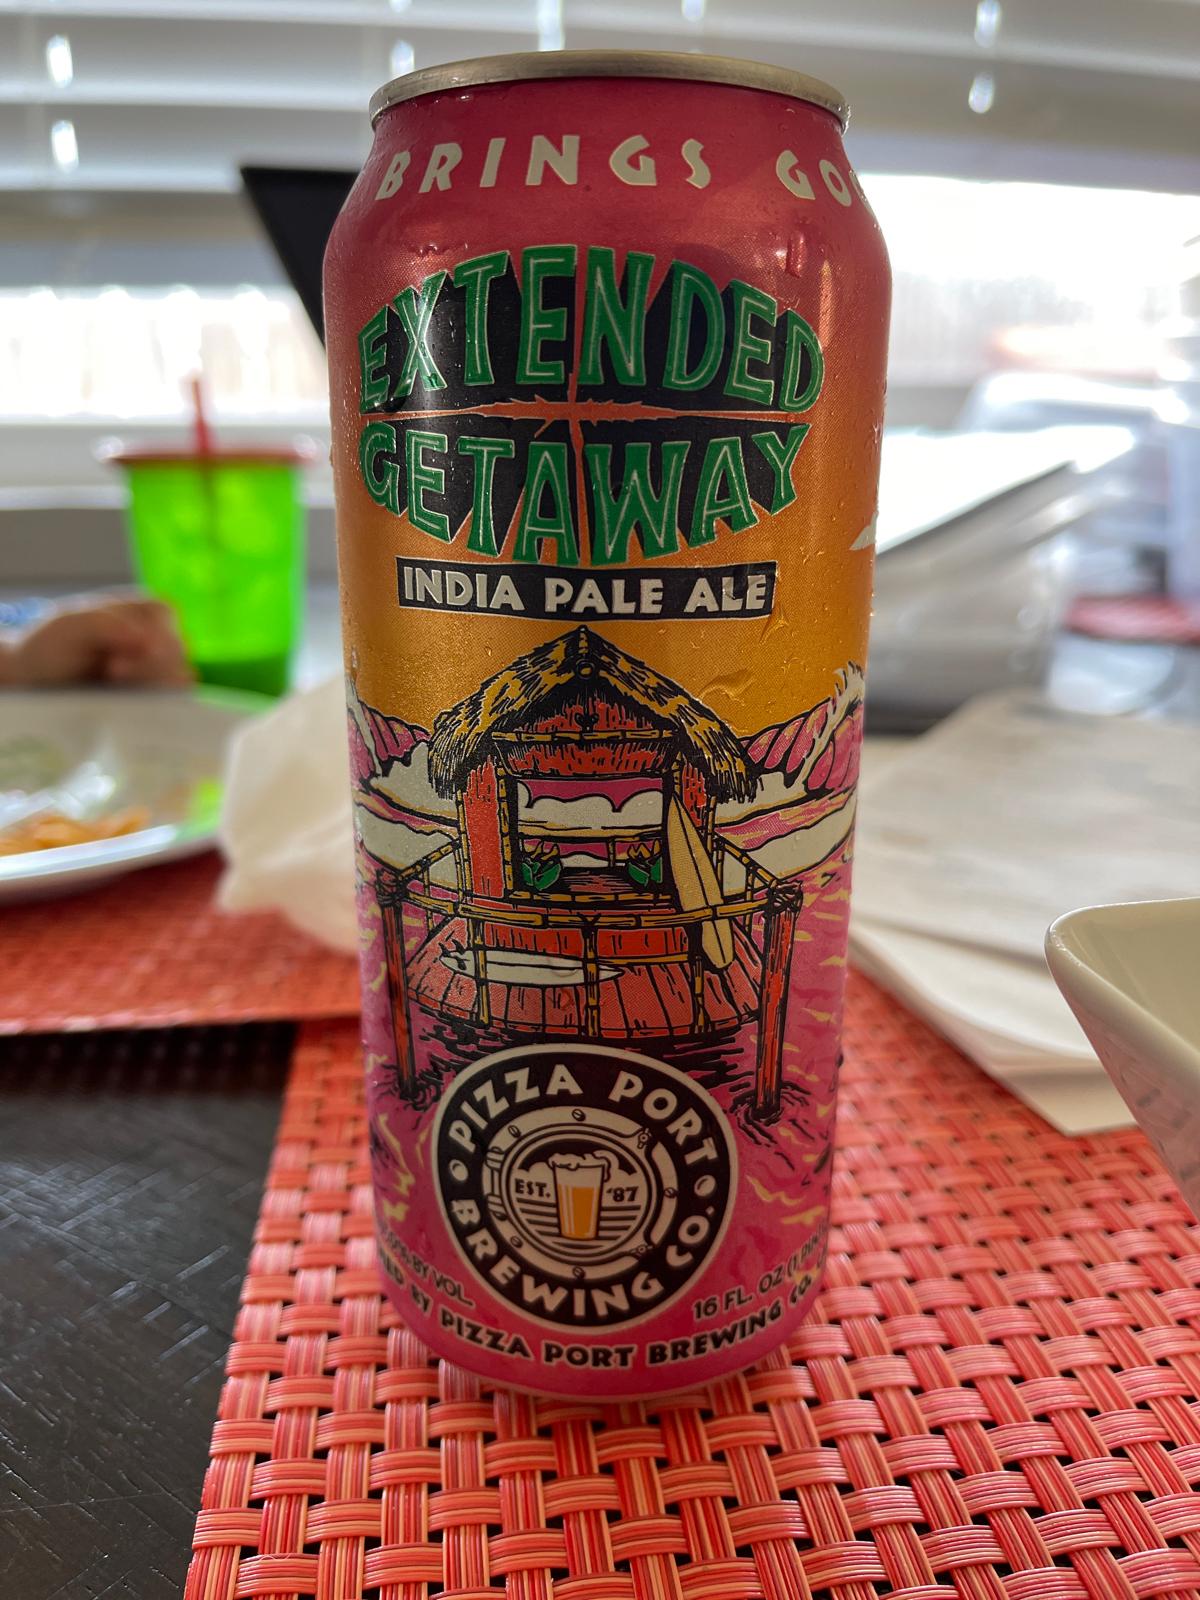 BRINGS
EXTENDED
GETAWAY
INDIA PALE ALE
PIZZA PORT
EST. '87
BREWING CO.
BY VOL.
16 FL. OZ
BY PIZZA PORT BREWING CO.